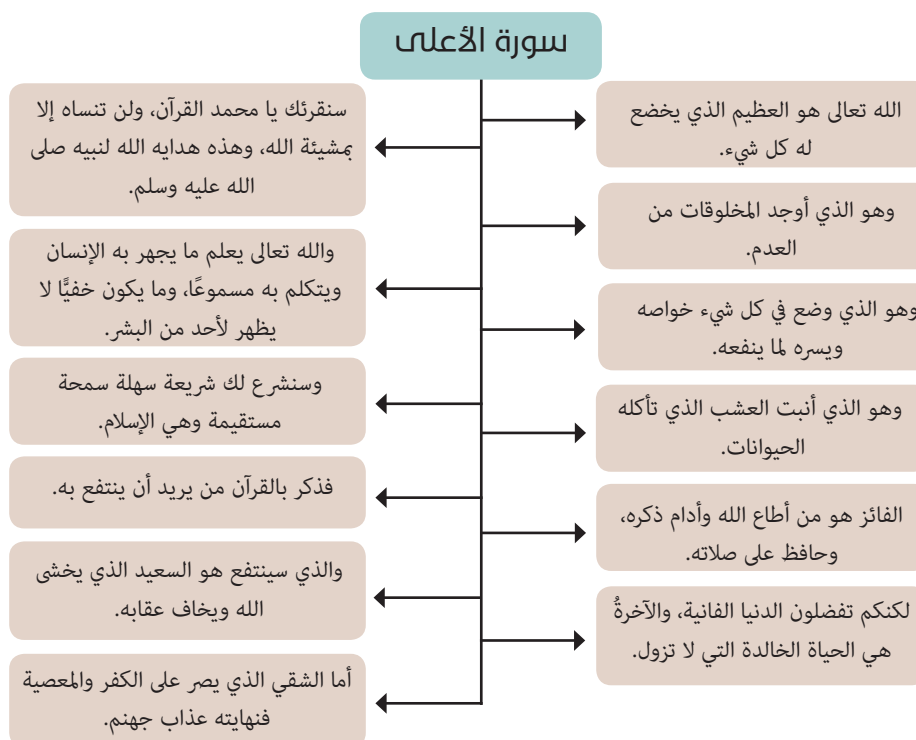 سورة الأعلى
الله تعالى هو العظيم الذي يخضع
له كل شيء.
وهو الذي أوجد المخلوقات من
العدم.
وهو الذي وضع في كل شيء خواصه
ويسره لما ينفعه.
وهو الذي أنبت العشب الذي تأكله
الحيوانات.
الفائز هو من أطاع الله وأدام ذكره،
وحافظ على صلاته.
لكنكم تفضلون الدنيا الفانية، والآخرةُ
هي الحياة الخالدة التي لا تزول.
سنقرئك يا محمد القرآن، ولن تنساه إلا
بمشيئة الله، وهذه هدايه الله لنبيه صلى
الله عليه وسلم.
والله تعالى يعلم ما يجهر به الإنسان
ويتكلم به مسموعًا، وما يكون خفيًّا لا
يظهر لأحد من البشر.
وسنشرع لك شريعة سهلة سمحة
مستقيمة وهي الإسلام.
فذكر بالقرآن من يريد أن ينتفع به.
والذي سينتفع هو السعيد الذي يخشى
الله ويخاف عقابه.
أما الشقي الذي يصر على الكفر والمعصية
فنهايته عذاب جهنم.